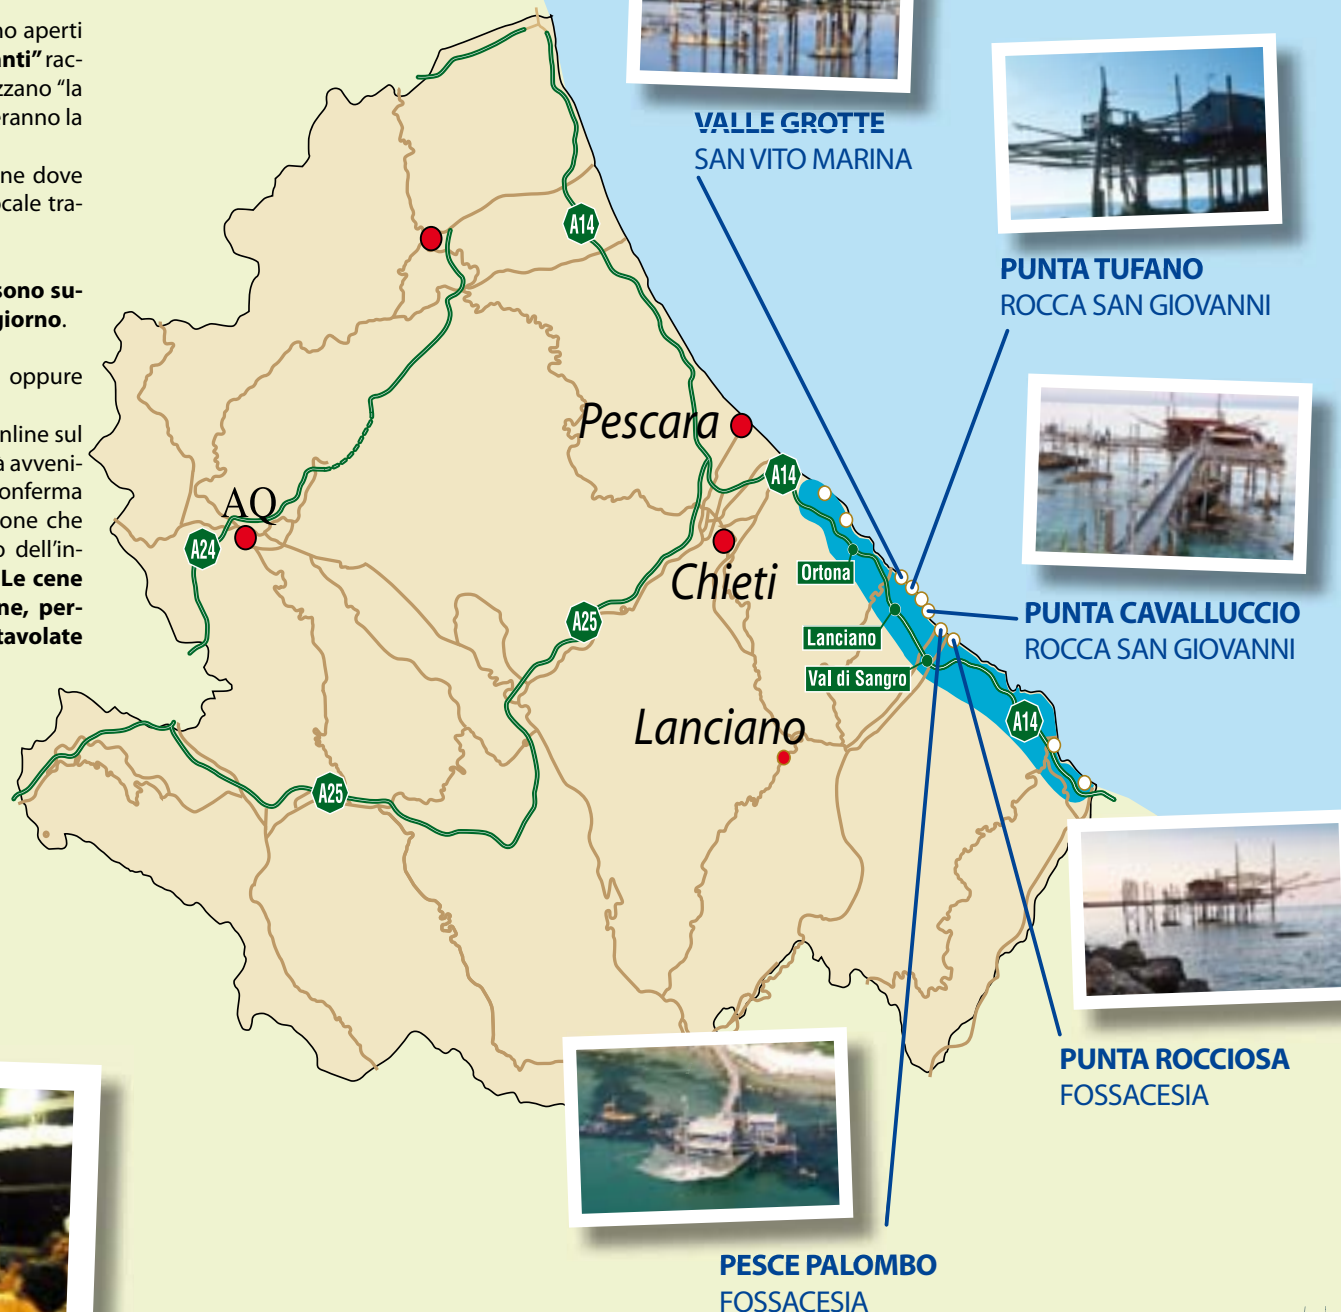 no aperti
anti” rac-
zzano “la
eranno la
ne dove
ocale tra-
sono su-
giorno.
oppure
nline sul
à avveni-
onferma
one che
o dell’in-
Le cene
ne, per-
tavolate
VALLE GROTTE
SAN VITO MARINA
PUNTA TUFANO
ROCCA SAN GIOVANNI
A14
Pescara
A14
AQ
A24
Chieti
Ortona
A25
Lanciano
Val di Sangro
PUNTA CAVALLUCCIO
ROCCA SAN GIOVANNI
Lanciano
A14
A25
PUNTA ROCCIOSA
FOSSACESIA
PESCE PALOMBO
FOSSACESIA